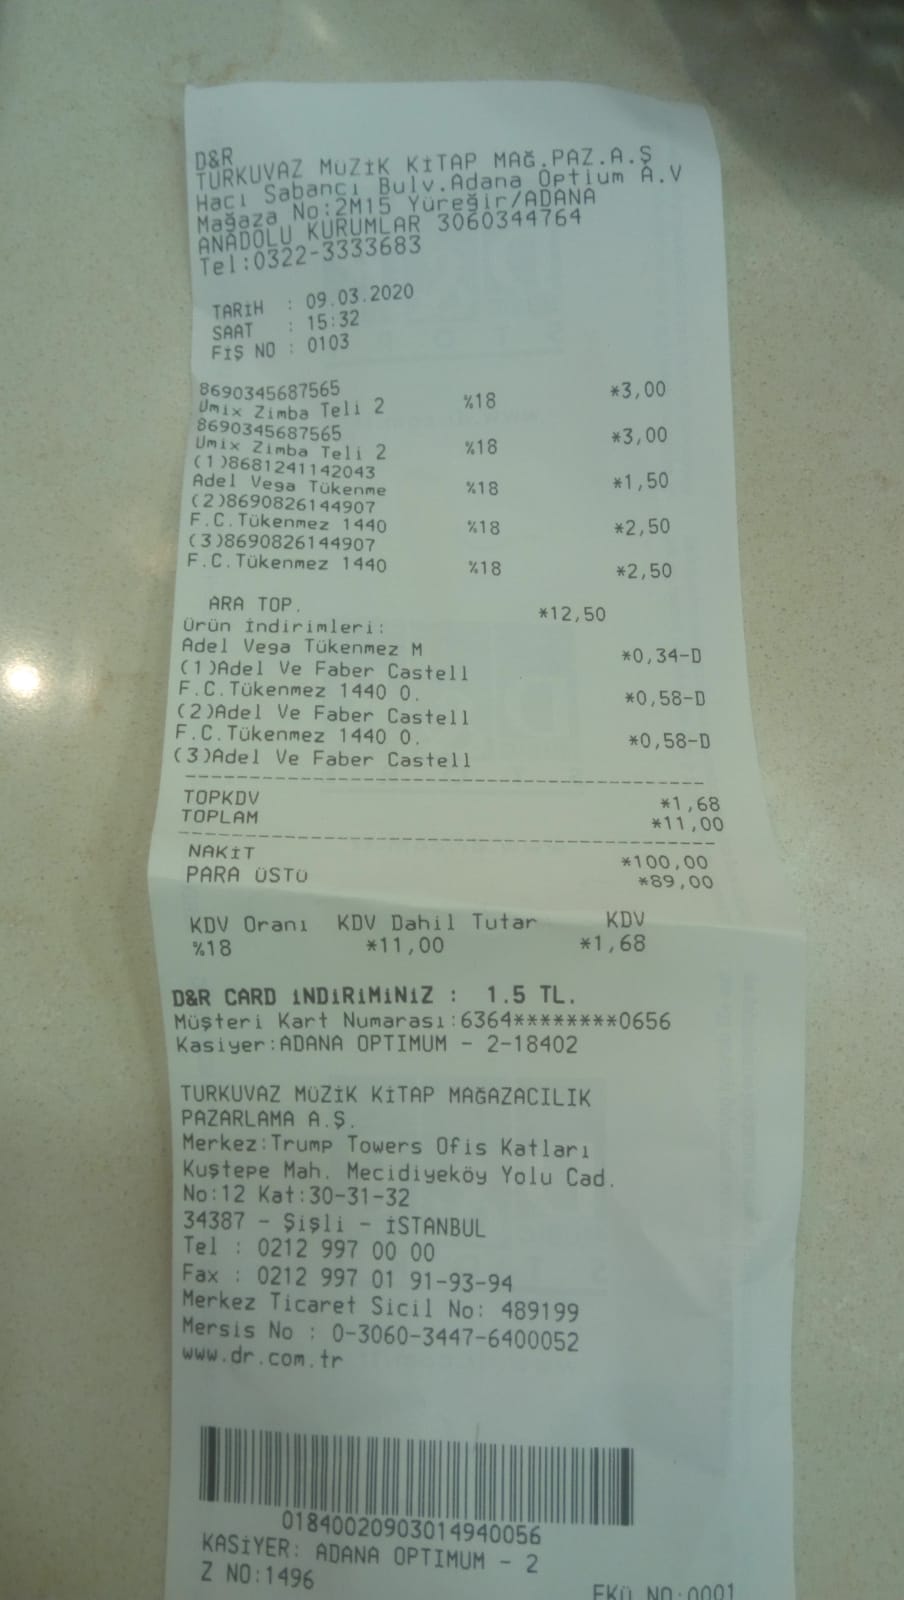 D&R
TURKUVAZ MÜZİK KİTAP MAĞ.PAZ.A.Ş
Hacı Sabancı Bulv.Adana Optium A.V
Mağaza No:2M15 Yüreğir/ADANA
ANADOLU KURUMLAR 3060344764
Tel:0322-3333683
TARİH : 09.03.2020
SAAT : 15:32
FİŞ NO : 0103
8690345687565
Umix Zimba Teli 2 %18 *3,00
8690345687565
Umix Zimba Teli 2 %18 *3,00
(1)8681241142043
Adel Vega Tükenme %18 *1,50
(2)8690826144907
F.C.Tükenmez 1440 %18 *2,50
(3)8690826144907
F.C.Tükenmez 1440 %18 *2,50
ARA TOP. *12,50
Ürün İndirimleri:
Adel Vega Tükenmez M *0,34-D
(1)Adel Ve Faber Castell
F.C.Tükenmez 1440 0. *0,58-D
(2)Adel Ve Faber Castell
F.C.Tükenmez 1440 0. *0,58-D
(3)Adel Ve Faber Castell
TOPKDV *1,68
TOPLAM *11,00
NAKİT *100,00
PARA ÜSTÜ *89,00
KDV Oranı KDV Dahil Tutar KDV
%18 *11,00 *1,68
D&R CARD iNDiRiMiNiZ : 1.5 TL.
Müşteri Kart Numarası:6364********0656
Kasiyer:ADANA OPTIMUM - 2-18402
TURKUVAZ MÜZİK KİTAP MAĞAZACILIK
PAZARLAMA A.Ş.
Merkez:Trump Towers Ofis Katları
Kuştepe Mah. Mecidiyeköy Yolu Cad.
No:12 Kat:30-31-32
34387 - Şişli - İSTANBUL
Tel : 0212 997 00 00
Fax : 0212 997 01 91-93-94
Merkez Ticaret Sicil No: 489199
Mersis No : 0-3060-3447-6400052
www.dr.com.tr
01840020903014940056
KASİYER: ADANA OPTIMUM - 2
Z NO:1496 EKÜ NO:0001